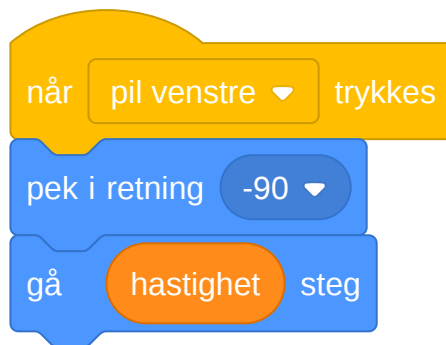 når pil venstre trykkes
pek i retning -90
gå hastighet steg